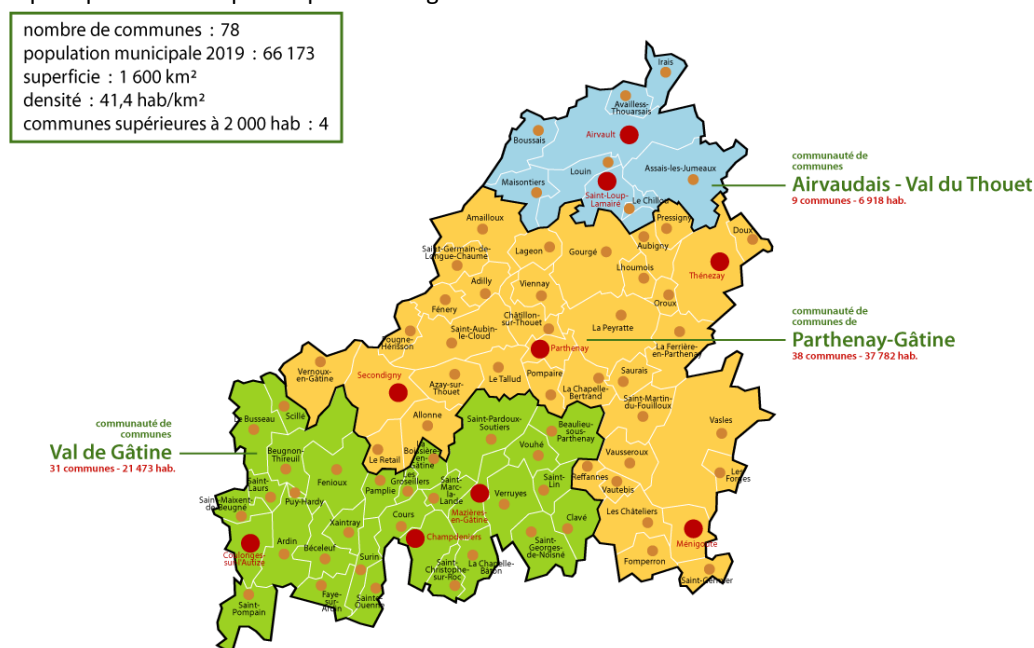 nombre de communes : 78
population municipale 2019 : 66 173
superficie : 1 600 km²
densité : 41,4 hab/km²
communes supérieures à 2 000 hab : 4
Irais
Availless-
Thouarsais
Airvault
Boussais
Louin
Assais-les-Jumeaux
Maisontiers
Saint-Loup-
Lamairé
Le Chillou
communauté de
communes
Airvaudais - Val du Thouet
9 communes - 6 918 hab.
Pressigny
Amailloux
Doux
Aubigny
Saint-Germain-de-
Longue-Chaume
Lageon
Gourgé
Lhoumois
Thénezay
Adilly
Viennay
Oroux
Fénery
Châtillon-
sur-Thouet
La Peyratte
Saint-Aubin-
le-Cloud
Pougne-
Hérisson
Parthenay
La Ferrière-
en-Parthenay
communauté de
communes de
Parthenay-Gâtine
38 communes - 37 782 hab.
Vernoux-
en-Gâtine
Secondigny
Azay-sur-
Thouet
Le Tallud
Pompaire
Saurais
La Chapelle-
Bertrand
Saint-Martin-
du-Fouilloux
Allonne
Vasles
Le Retail
Vausseroux
Reffannes
Vautebis
Les
Forges
Les Châteliers
Ménigoute
Fomperron
Saint-Germier
communauté de
communes
Val de Gâtine
31 communes - 21 473 hab.
Le Busseau
Scillé
Saint-Pardoux-
Soutiers
Beaulieu-
sous-
Parthenay
Beugnon-
Thireuil
La
Boissière-
en-
Gâtine
Vouhé
Fenioux
Les
Groseillers
Pamplie
Saint-
Laurs
Saint-
Marc-
la-
Lande
Saint-
Lin
Saint-Maixent-
de-Beugné
Puy-Hardy
Verruyes
Mazières-
en-Gâtine
Xaintray
Cours
Clavé
Champdeniers
Saint-
Georges-
de-Noisné
Coulonges-
sur-l'Autize
Ardin
Béceleuf
Surin
Saint-
Christophe-
sur-Roc
La Chapelle-
Bâton
Faye-
sur-
Ardin
Sainte-
Ouenne
Saint-
Pompain